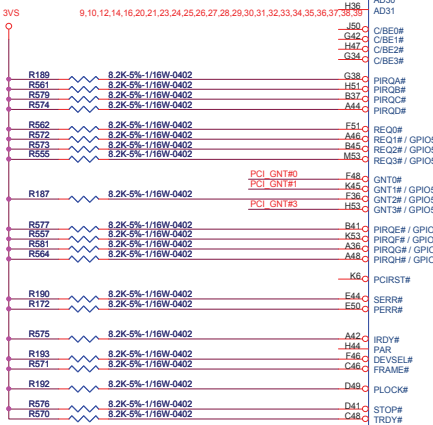 H36 AD30
AD31
3VS 9,10,12,14,16,20,21,23,24,25,26,27,28,29,30,31,32,33,34,35,36,37,38,39
J50 C/BE0#
G42 C/BE1#
H47 C/BE2#
G34 C/BE3#
R189 8.2K-5%-1/16W-0402 G38 PIRQA#
R561 8.2K-5%-1/16W-0402 H51 PIRQB#
R579 8.2K-5%-1/16W-0402 B37 PIRQC#
R574 8.2K-5%-1/16W-0402 A44 PIRQD#
R562 8.2K-5%-1/16W-0402 F51 REQ0#
R572 8.2K-5%-1/16W-0402 A46 REQ1# / GPIO5
R573 8.2K-5%-1/16W-0402 B45 REQ2# / GPIO5
R555 8.2K-5%-1/16W-0402 M53 REQ3# / GPIO5
PCI_GNT#0 F48 GNT0#
PCI_GNT#1 K45 GNT1# / GPIO5
R187 8.2K-5%-1/16W-0402 F36 GNT2# / GPIO5
PCI_GNT#3 H53 GNT3# / GPIO5
R577 8.2K-5%-1/16W-0402 B41 PIRQE# / GPIO
R557 8.2K-5%-1/16W-0402 K53 PIRQF# / GPIO
R581 8.2K-5%-1/16W-0402 A36 PIRQG# / GPIO
R564 8.2K-5%-1/16W-0402 A48 PIRQH# / GPIO
K6 PCIRST#
R190 8.2K-5%-1/16W-0402 E44 SERR#
R172 8.2K-5%-1/16W-0402 E50 PERR#
R575 8.2K-5%-1/16W-0402 A42 IRDY#
H44 PAR
R193 8.2K-5%-1/16W-0402 F46 DEVSEL#
R571 8.2K-5%-1/16W-0402 C46 FRAME#
R192 8.2K-5%-1/16W-0402 D49 PLOCK#
R576 8.2K-5%-1/16W-0402 D41 STOP#
R570 8.2K-5%-1/16W-0402 C48 TRDY#